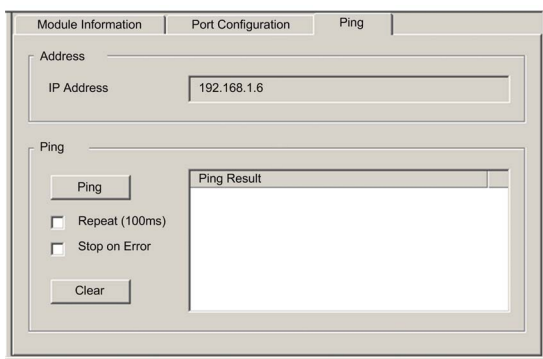 Module Information Port Configuration Ping
Address
IP Address 192.168.1.6
Ping
Ping Ping Result
Repeat (100ms)
Stop on Error
Clear